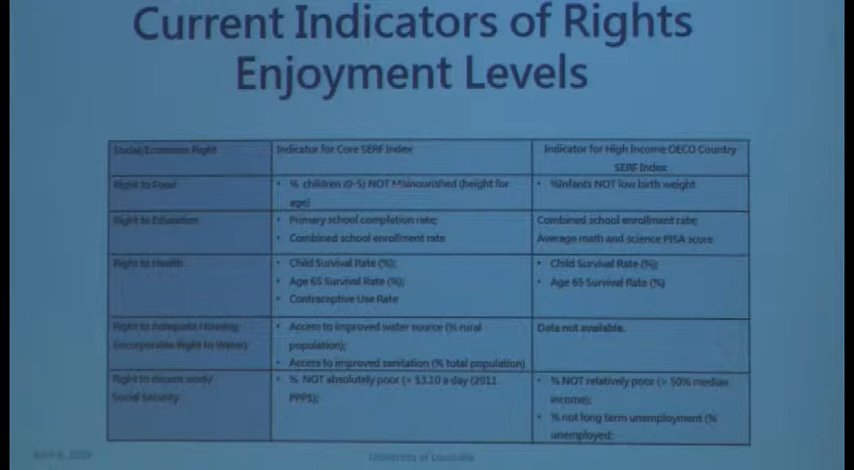 Current Indicators of Rights
Enjoyment Levels
Social/Economic Right
Indicator for Core SERF Index
Indicator for High Income OECD Country
SERF Index
Right to Food
• % children (0-5) NOT Malnourished (height for
age)
• %Infants NOT low birth weight
Right to Education
• Primary school completion rate;
• Combined school enrollment rate
Combined school enrollment rate;
Average math and science PISA score
Right to Health
• Child Survival Rate (%);
• Age 65 Survival Rate (%);
• Contraceptive Use Rate
• Child Survival Rate (%);
• Age 65 Survival Rate (%)
Right to Adequate Housing
(incorporates Right to Water)
• Access to improved water source (% rural
population);
• Access to improved sanitation (% total population)
Data not available.
Right to decent work/
Social Security
• % NOT absolutely poor (> $3.10 a day (2011
PPP$);
• % NOT relatively poor (> 50% median
income);
• % not long term unemployment (%
unemployed;
University of Louisville